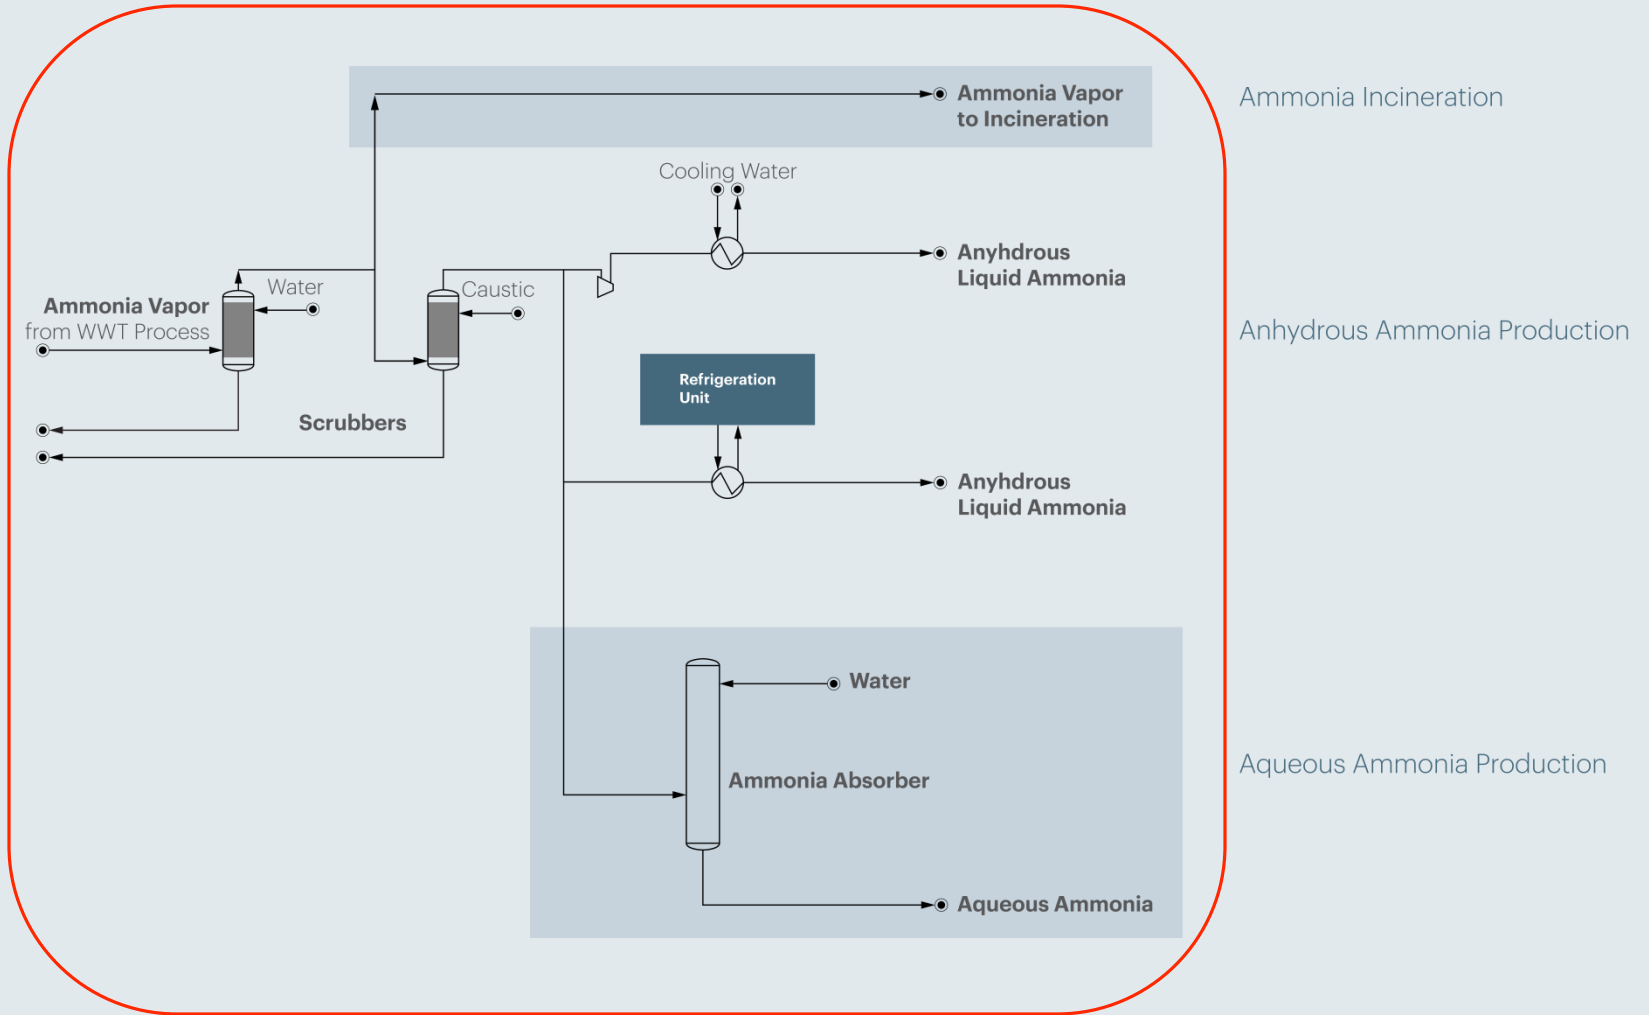 Ammonia Vapor
to Incineration
Ammonia Incineration
Cooling Water
Anyhdrous
Liquid Ammonia
Water
Caustic
Ammonia Vapor
from WWT Process
Anhydrous Ammonia Production
Refrigeration
Unit
Scrubbers
Anyhdrous
Liquid Ammonia
Water
Ammonia Absorber
Aqueous Ammonia Production
Aqueous Ammonia